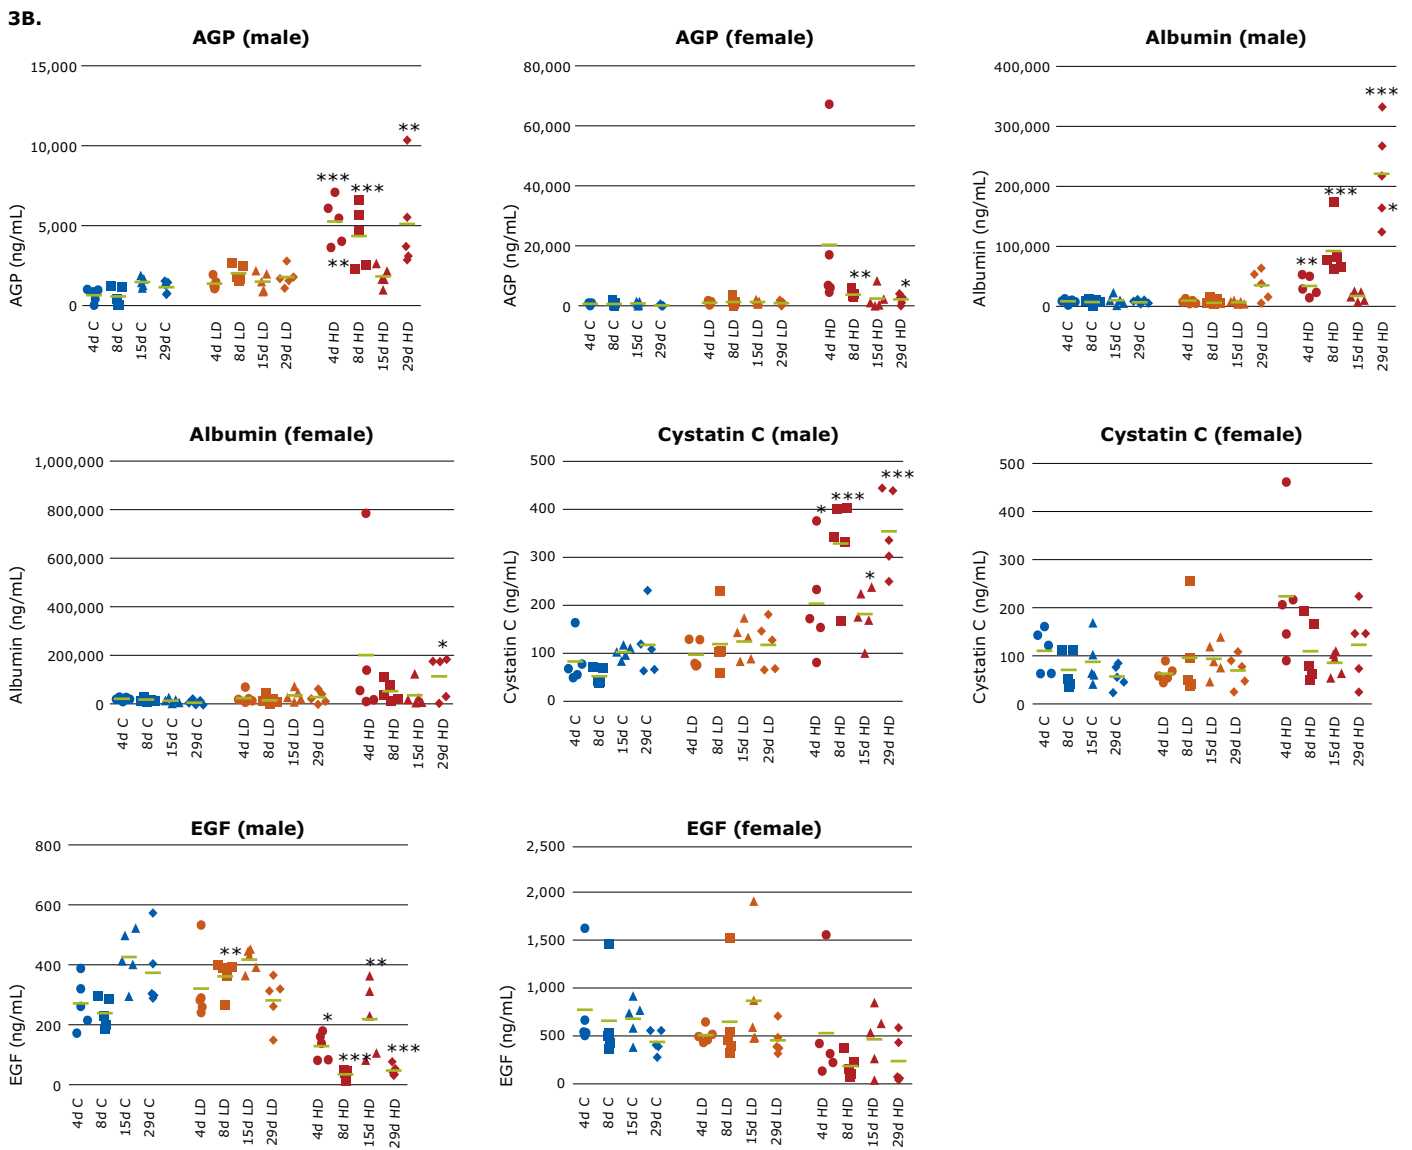 3B.
AGP (male)
15,000
10,000
5,000
0
AGP (ng/mL)
***
**
***
**
4d C
8d C
15d C
29d C
4d LD
8d LD
15d LD
29d LD
4d HD
8d HD
15d HD
29d HD
AGP (female)
80,000
60,000
40,000
20,000
0
AGP (ng/mL)
**
*
4d C
8d C
15d C
29d C
4d LD
8d LD
15d LD
29d LD
4d HD
8d HD
15d HD
29d HD
Albumin (male)
400,000
300,000
200,000
100,000
0
Albumin (ng/mL)
**
***
***
*
4d C
8d C
15d C
29d C
4d LD
8d LD
15d LD
29d LD
4d HD
8d HD
15d HD
29d HD
Albumin (female)
1,000,000
800,000
600,000
400,000
200,000
0
Albumin (ng/mL)
*
4d C
8d C
15d C
29d C
4d LD
8d LD
15d LD
29d LD
4d HD
8d HD
15d HD
29d HD
Cystatin C (male)
500
400
300
200
100
0
Cystatin C (ng/mL)
*
***
*
***
4d C
8d C
15d C
29d C
4d LD
8d LD
15d LD
29d LD
4d HD
8d HD
15d HD
29d HD
Cystatin C (female)
500
400
300
200
100
0
Cystatin C (ng/mL)
4d C
8d C
15d C
29d C
4d LD
8d LD
15d LD
29d LD
4d HD
8d HD
15d HD
29d HD
EGF (male)
800
600
400
200
0
EGF (ng/mL)
**
*
***
**
***
4d C
8d C
15d C
29d C
4d LD
8d LD
15d LD
29d LD
4d HD
8d HD
15d HD
29d HD
EGF (female)
2,500
2,000
1,500
1,000
500
0
EGF (ng/mL)
4d C
8d C
15d C
29d C
4d LD
8d LD
15d LD
29d LD
4d HD
8d HD
15d HD
29d HD